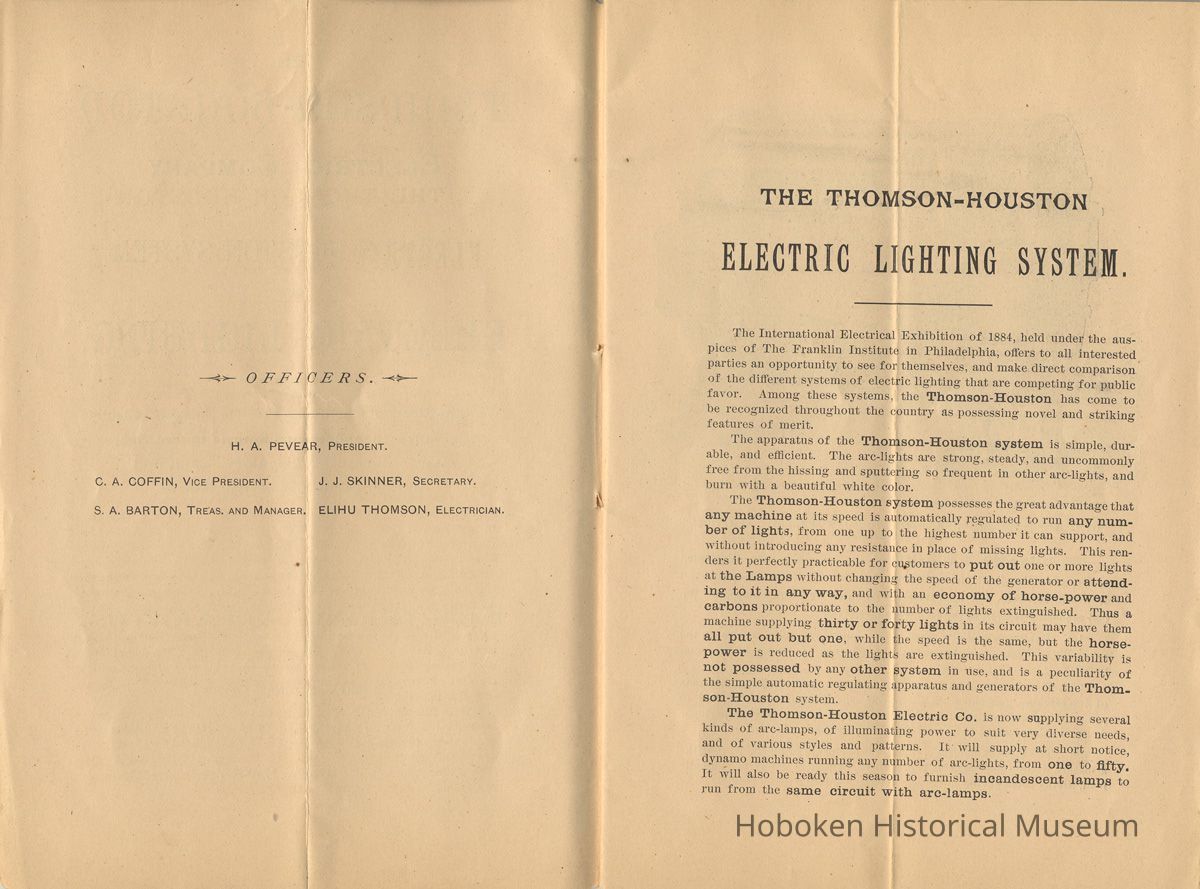 OFFICERS.
H. A. PEVEAR, PRESIDENT.
C. A. COFFIN, VICE PRESIDENT. J. J. SKINNER, SECRETARY.
S. A. BARTON, TREAS. AND MANAGER. ELIHU THOMSON, ELECTRICIAN.
THE THOMSON-HOUSTON
ELECTRIC LIGHTING SYSTEM.
The International Electrical Exhibition of 1884, held under the aus-
pices of The Franklin Institute in Philadelphia, offers to all interested
parties an opportunity to see for themselves, and make direct comparison
of the different systems of electric lighting that are competing for public
favor. Among these systems, the Thomson-Houston has come to
be recognized throughout the country as possessing novel and striking
features of merit.
The apparatus of the Thomson-Houston system is simple, dur-
able, and efficient. The arc-lights are strong, steady, and uncommonly
free from the hissing and sputtering so frequent in other arc-lights, and
burn with a beautiful white color.
The Thomson-Houston system possesses the great advantage that
any machine at its speed is automatically regulated to run any num-
ber of lights, from one up to the highest number it can support, and
without introducing any resistance in place of missing lights. This ren-
ders it perfectly practicable for customers to put out one or more lights
at the Lamps without changing the speed of the generator or attend-
ing to it in any way, and with an economy of horse-power and
carbons proportionate to the number of lights extinguished. Thus a
machine supplying thirty or forty lights in its circuit may have them
all put out but one, while the speed is the same, but the horse-
power is reduced as the lights are extinguished. This variability is
not possessed by any other system in use, and is a peculiarity of
the simple automatic regulating apparatus and generators of the Thom-
son-Houston system.
The Thomson-Houston Electric Co. is now supplying several
kinds of arc-lamps, of illuminating power to suit very diverse needs,
and of various styles and patterns. It will supply at short notice,
dynamo machines running any number of arc-lights, from one to fifty.
It will also be ready this season to furnish incandescent lamps to
run from the same circuit with arc-lamps.
Hoboken Historical Museum